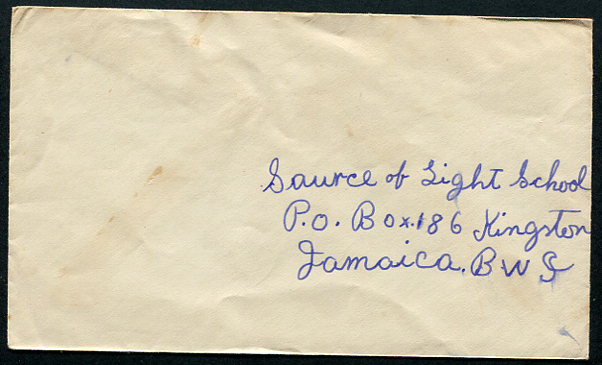 Saurce of Light School
P.O. Box.186 Kingston
Jamaica. B W I